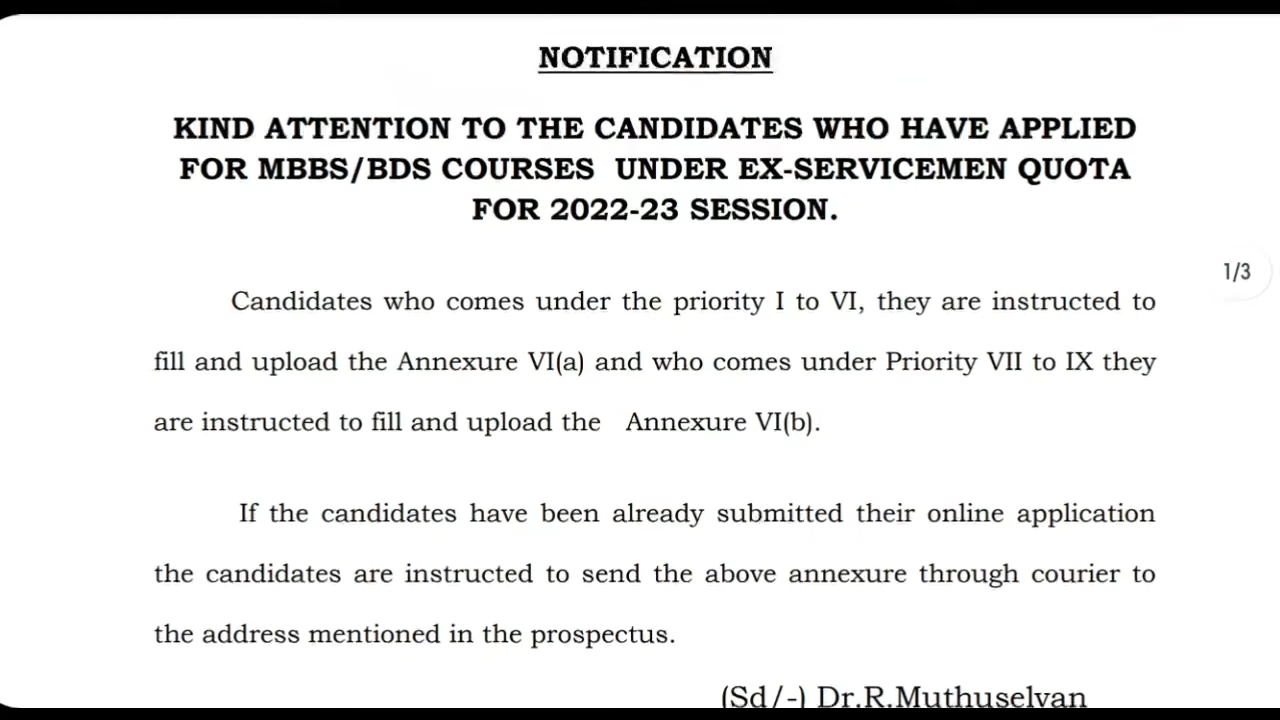 NOTIFICATION
KIND ATTENTION TO THE CANDIDATES WHO HAVE APPLIED
FOR MBBS/BDS COURSES UNDER EX-SERVICEMEN QUOTA
FOR 2022-23 SESSION.
1/3
Candidates who comes under the priority I to VI, they are instructed to
fill and upload the Annexure VI(a) and who comes under Priority VII to IX they
are instructed to fill and upload the Annexure VI(b).
If the candidates have been already submitted their online application
the candidates are instructed to send the above annexure through courier to
the address mentioned in the prospectus.
(Sd/-) Dr.R.Muthuselvan